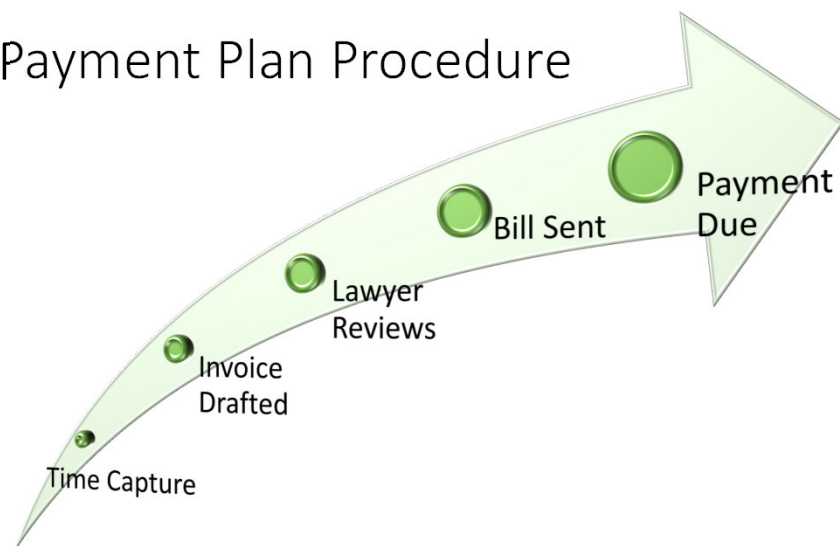 Payment Plan Procedure
Payment
Due
Bill Sent
Lawyer
Reviews
Invoice
Drafted
Time Capture